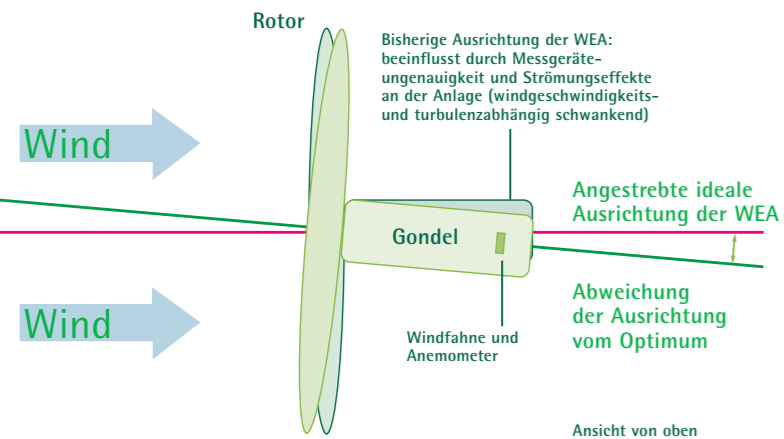 Rotor
Bisherige Ausrichtung der WEA:
beeinflusst durch Messgeräte-
ungenauigkeit und Strömungseffekte
an der Anlage (windgeschwindigkeits-
und turbulenzabhängig schwankend)
Wind
Angestrebte ideale
Ausrichtung der WEA
Gondel
Wind
Abweichung
der Ausrichtung
vom Optimum
Windfahne und
Anemometer
Ansicht von oben